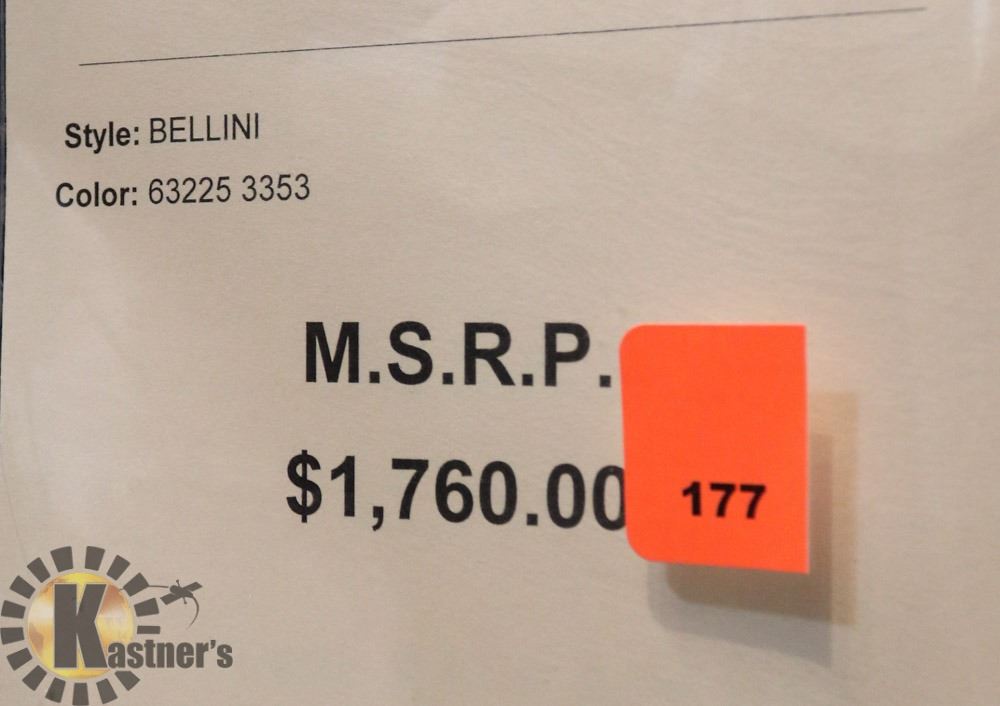 Style: BELLINI
Color: 63225 3353
M.S.R.P.
$1,760.00
177
Kastner's